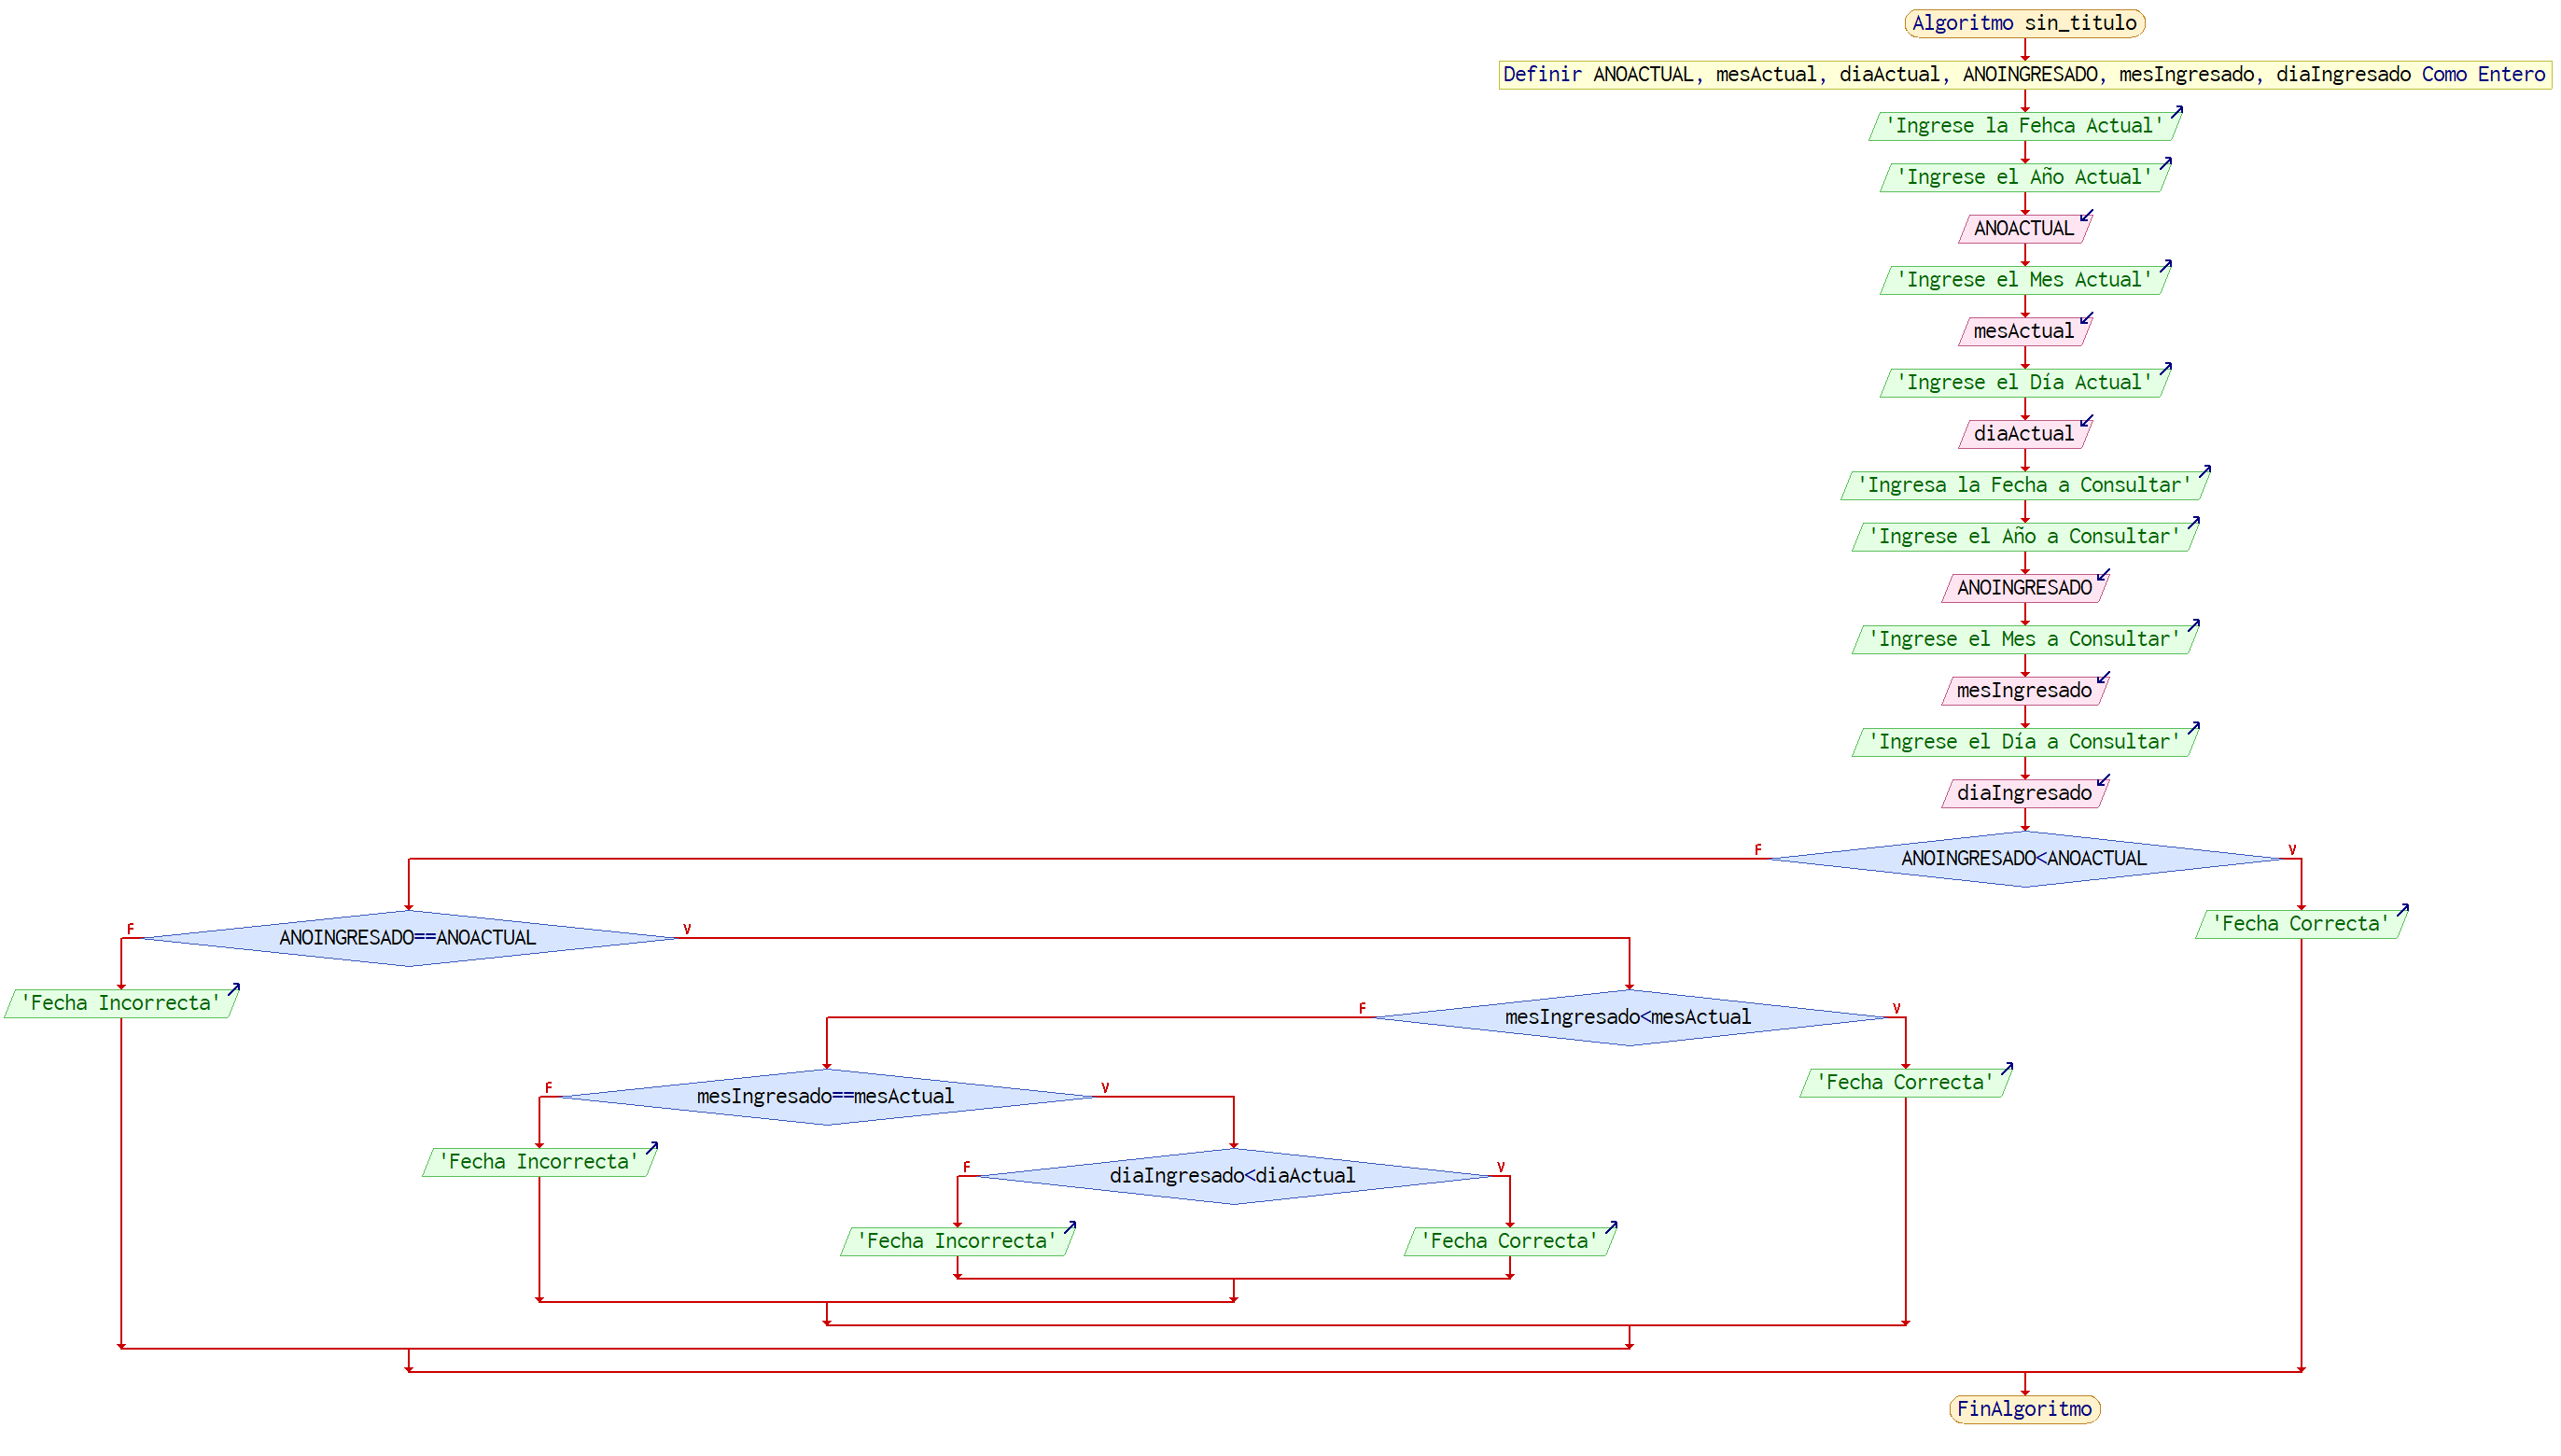 Algoritmo sin_titulo
Definir ANOACTUAL, mesActual, diaActual, ANOINGRESADO, mesIngresado, diaIngresado Como Entero
'Ingrese la Fehca Actual'
'Ingrese el Año Actual'
ANOACTUAL
'Ingrese el Mes Actual'
mesActual
'Ingrese el Día Actual'
diaActual
'Ingresa la Fecha a Consultar'
'Ingrese el Año a Consultar'
ANOINGRESADO
'Ingrese el Mes a Consultar'
mesIngresado
'Ingrese el Día a Consultar'
diaIngresado
F
ANOINGRESADO<ANOACTUAL
V
F
ANOINGRESADO==ANOACTUAL
V
'Fecha Correcta'
'Fecha Incorrecta'
F
mesIngresado<mesActual
V
F
mesIngresado==mesActual
V
'Fecha Correcta'
'Fecha Incorrecta'
F
diaIngresado<diaActual
V
'Fecha Incorrecta'
'Fecha Correcta'
FinAlgoritmo